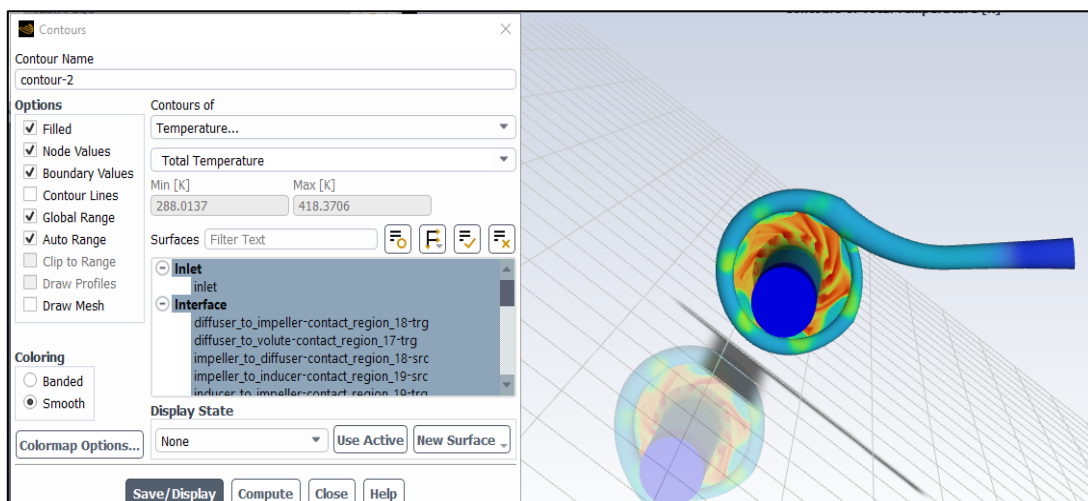 Contours
Contour Name
contour-2
Options
Filled
Node Values
Boundary Values
Contour Lines
Global Range
Auto Range
Clip to Range
Draw Profiles
Draw Mesh
Coloring
Banded
Smooth
Colormap Options...
Contours of
Temperature...
Total Temperature
Min [K] Max [K]
288.0137 418.3706
Surfaces Filter Text
Inlet
inlet
Interface
diffuser_to_impeller-contact_region_18-trg
diffuser_to_volute-contact_region_17-trg
impeller_to_diffuser-contact_region_18-src
impeller_to_inducer-contact_region_19-src
inducer_to_impeller-contact_region_19-trg
Display State
None Use Active New Surface
Save/Display Compute Close Help